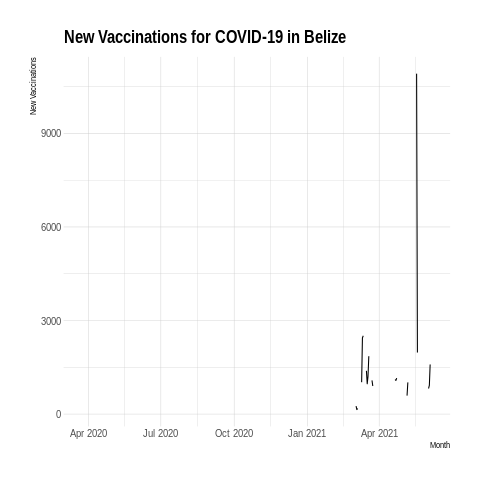 New Vaccinations for COVID-19 in Belize
New Vaccinations
9000
6000
3000
0
Apr 2020
Jul 2020
Oct 2020
Jan 2021
Apr 2021
Month